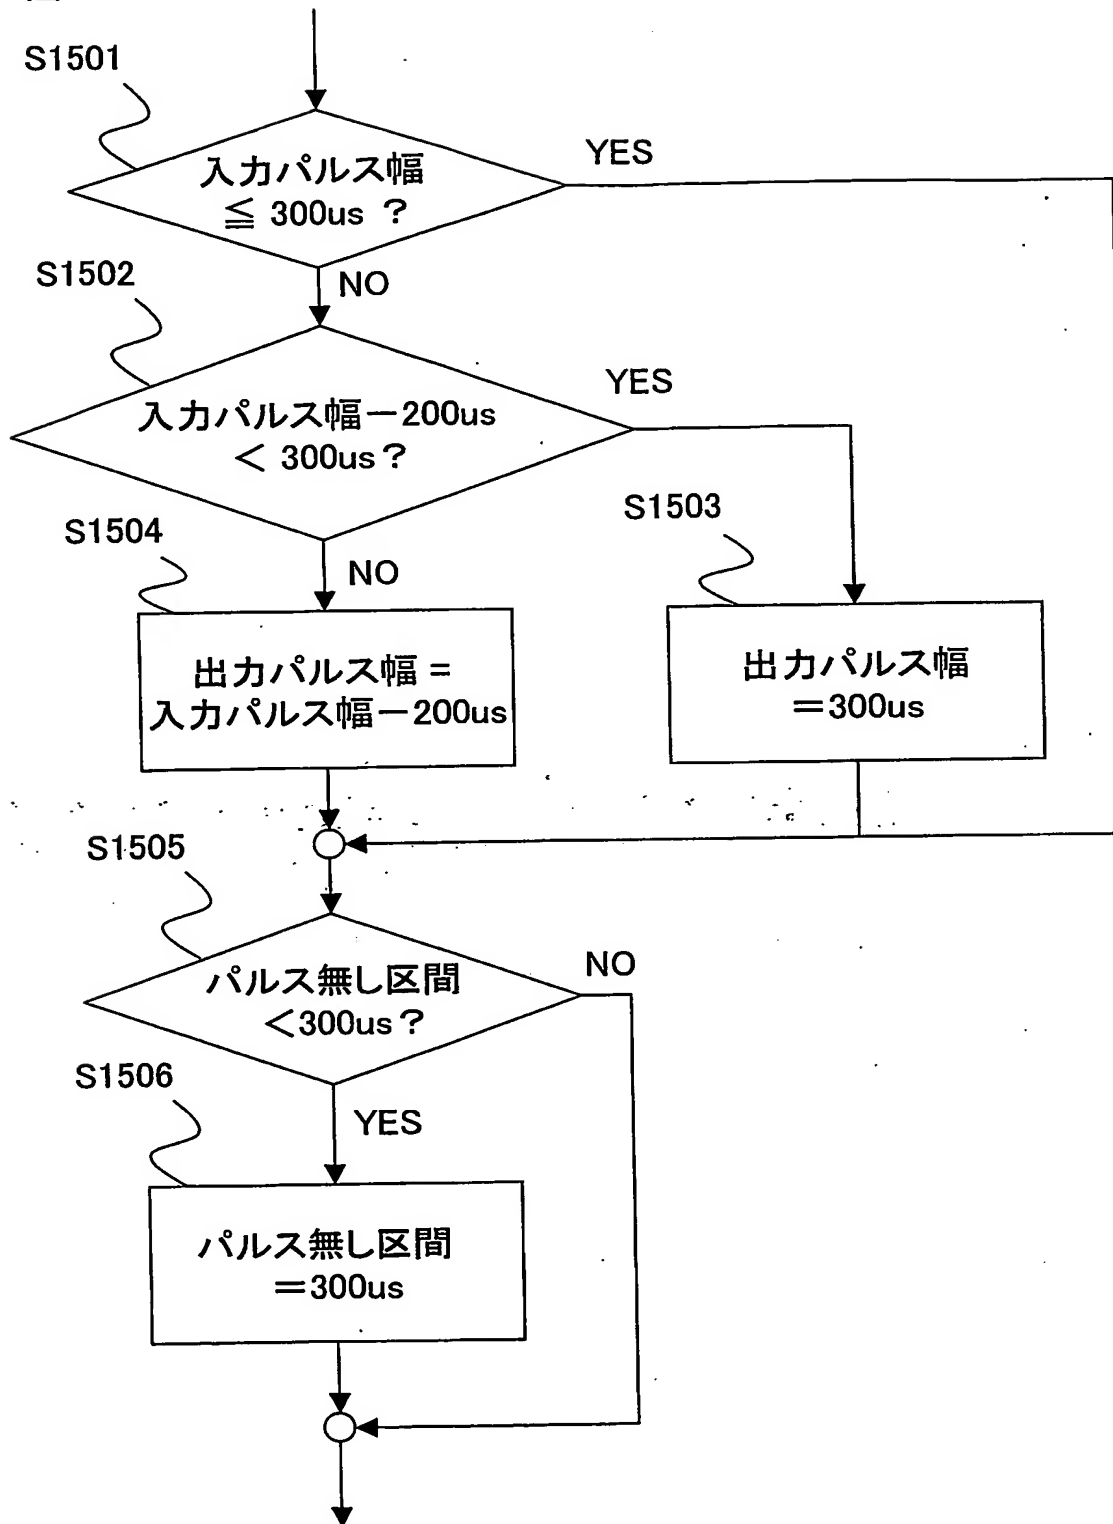 S1501
入力パルス幅
≦ 300us ?
YES
NO
S1502
入力パルス幅－200us
＜ 300us？
YES
NO
S1503
出力パルス幅
＝300us
S1504
出力パルス幅 =
入力パルス幅－200us
S1505
パルス無し区間
＜300us？
NO
YES
S1506
パルス無し区間
＝300us